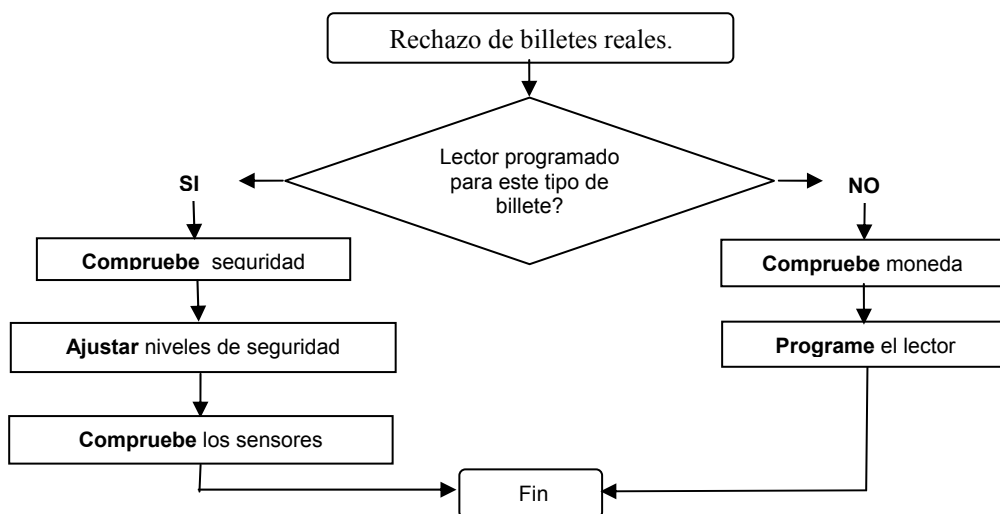 Rechazo de billetes reales.
Lector programado
para este tipo de
billete?
SI
NO
Compruebe seguridad
Compruebe moneda
Ajustar niveles de seguridad
Programe el lector
Compruebe los sensores
Fin